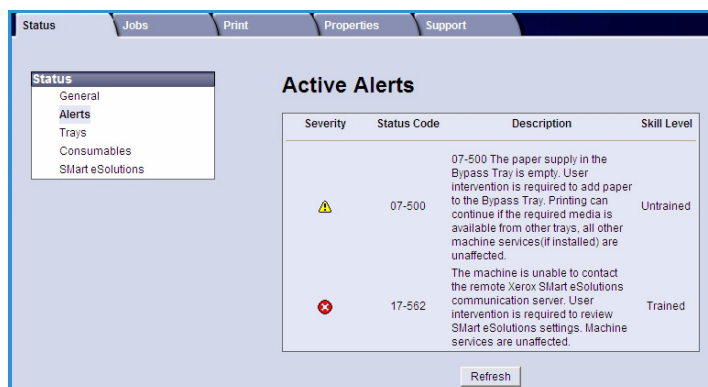 Status Jobs Print Properties Support
Status
General
Alerts
Trays
Consumables
SMart eSolutions
Active Alerts
Severity Status Code Description Skill Level
07-500 The paper supply in the
Bypass Tray is empty. User
intervention is required to add paper
to the Bypass Tray. Printing can
07-500 continue if the required media is Untrained
available from other trays, all other
machine services(if installed) are
unaffected.
The machine is unable to contact
the remote Xerox SMart eSolutions
communication server. User
17-562 intervention is required to review Trained
SMart eSolutions settings. Machine
services are unaffected.
Refresh